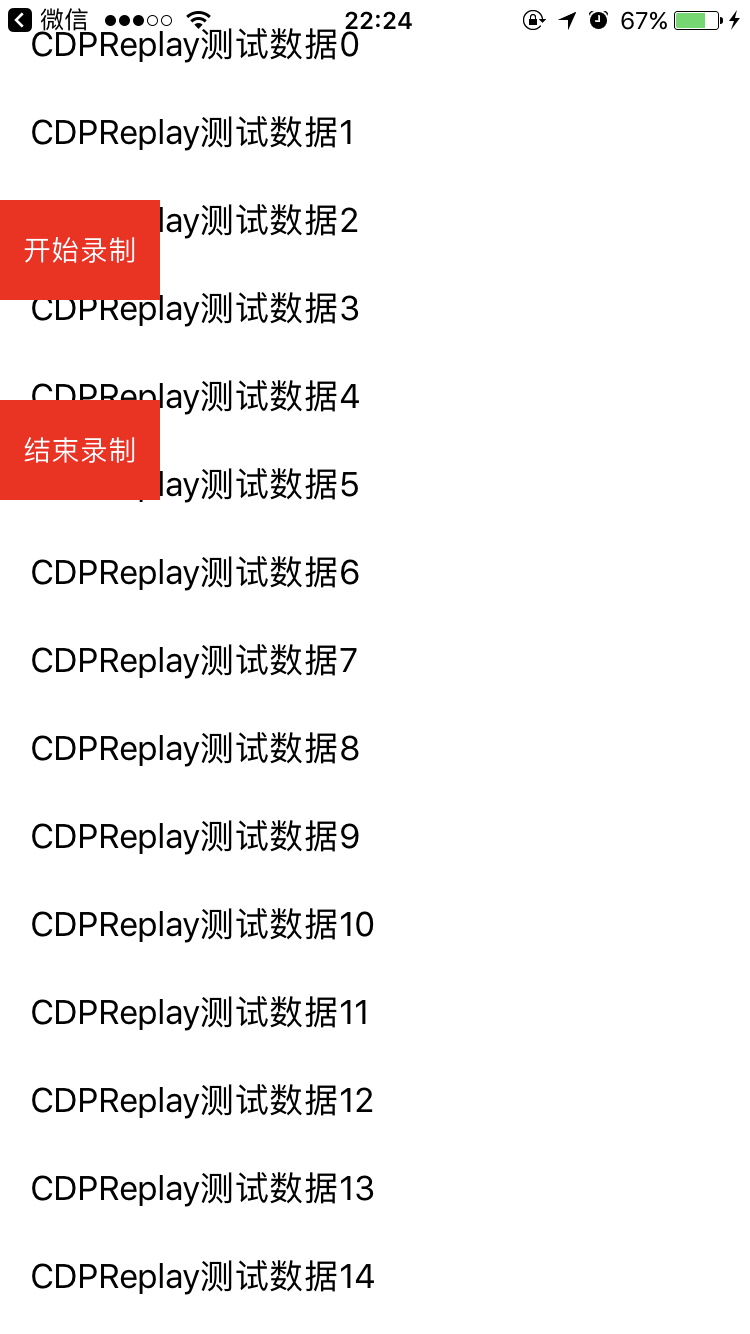 微信 22:24 67%
CDPReplay测试数据0
CDPReplay测试数据1
lay测试数据2
开始录制
CDPReplay测试数据3
CDPReplay测试数据4
结束录制
lay测试数据5
CDPReplay测试数据6
CDPReplay测试数据7
CDPReplay测试数据8
CDPReplay测试数据9
CDPReplay测试数据10
CDPReplay测试数据11
CDPReplay测试数据12
CDPReplay测试数据13
CDPReplay测试数据14